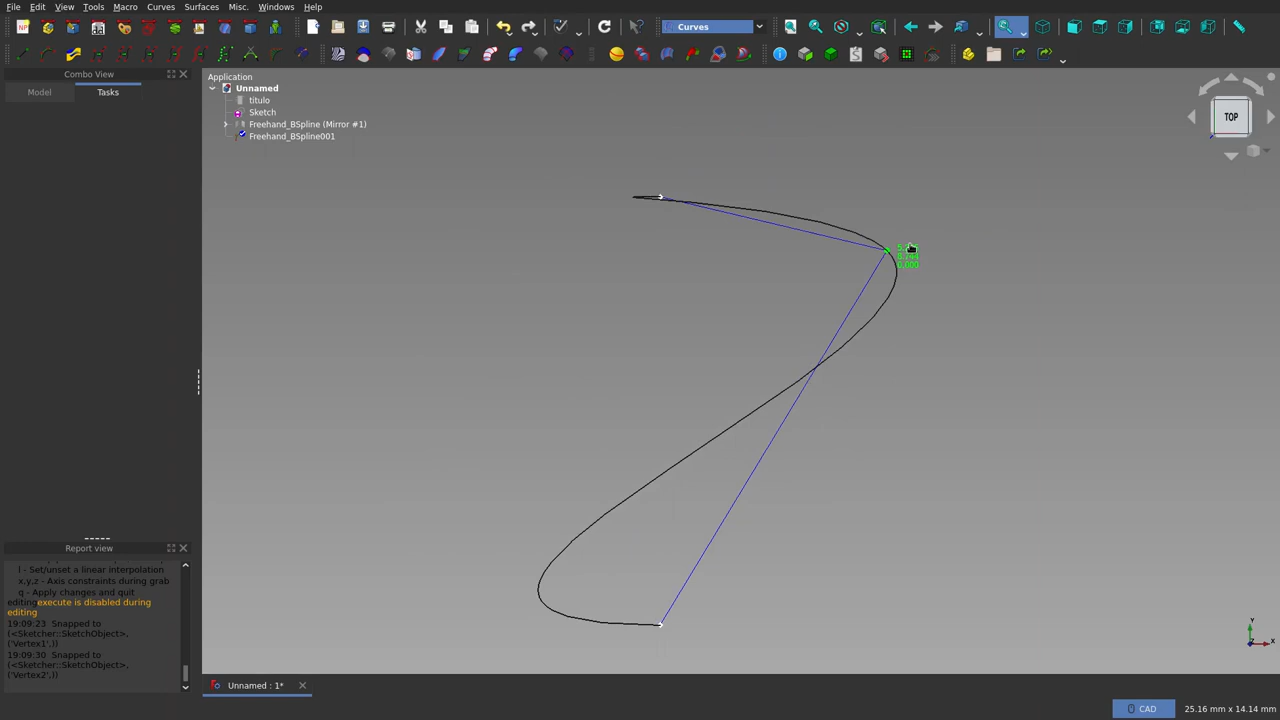 File Edit View Macro Curves Surfaces Misc. Windows Help
Curves
Combo View
Model Tasks
Application
Unnamed
titulo
Sketch
Freehand_BSpline (Mirror #1)
Freehand_BSpline001
TOP
0.000
Y
X
Report view
l - Set/unset a linear interpolation
x,y,z - Axis constraints during grab
q - Apply changes and quit
editingexecute is disabled during
editing
19:09:23 Snapped to
(<Sketcher::SketchObject>,
('Vertex1',))
19:09:30 Snapped to
(<Sketcher::SketchObject>,
('Vertex2',))
Unnamed : 1*
CAD 25.16 mm x 14.14 mm